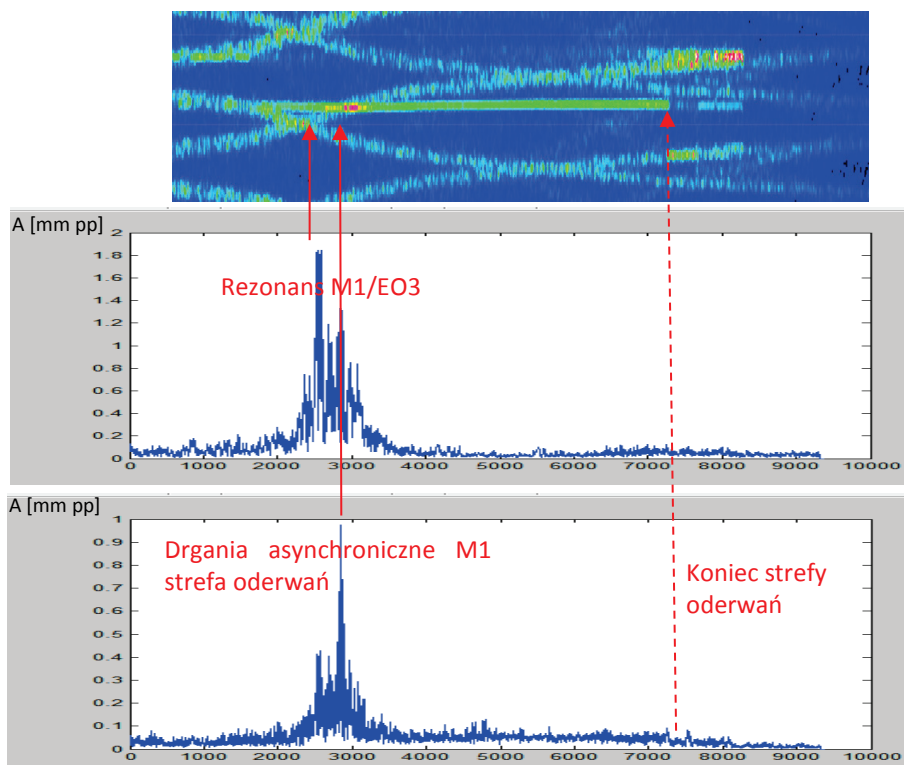 A [mm pp]
2
1.8
1.6
1.4
1.2
1
0.8
0.6
0.4
0.2
0
Rezonans M1/EO3
0 1000 2000 3000 4000 5000 6000 7000 8000 9000 10000
A [mm pp]
1
0.9
0.8
0.7
0.6
0.5
0.4
0.3
0.2
0.1
0
Drgania asynchroniczne M1
strefa oderwań
Koniec strefy
oderwań
0 1000 2000 3000 4000 5000 6000 7000 8000 9000 10000